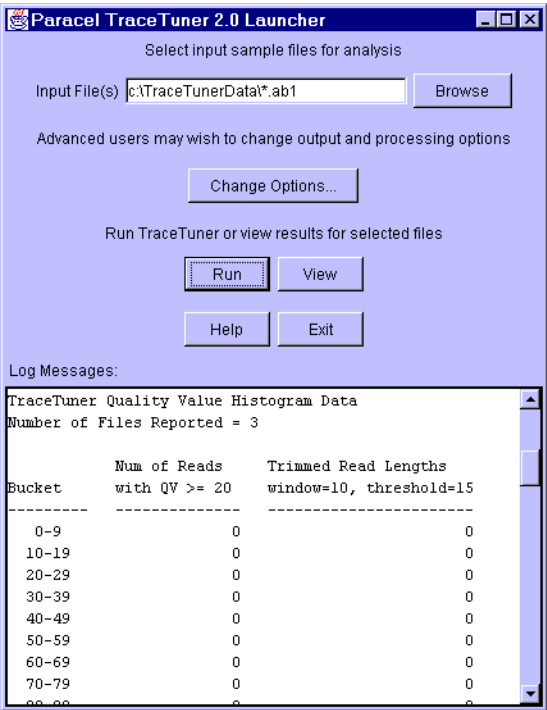 Paracel TraceTuner 2.0 Launcher
Select input sample files for analysis
Input File(s) c:\TraceTunerData\*.ab1 Browse
Advanced users may wish to change output and processing options
Change Options...
Run TraceTuner or view results for selected files
Run View
Help Exit
Log Messages:
TraceTuner Quality Value Histogram Data
Number of Files Reported = 3
Num of Reads Trimmed Read Lengths
Bucket with QV >= 20 window=10, threshold=15
--------- -------------- -----------------------
0-9 0 0
10-19 0 0
20-29 0 0
30-39 0 0
40-49 0 0
50-59 0 0
60-69 0 0
70-79 0 0